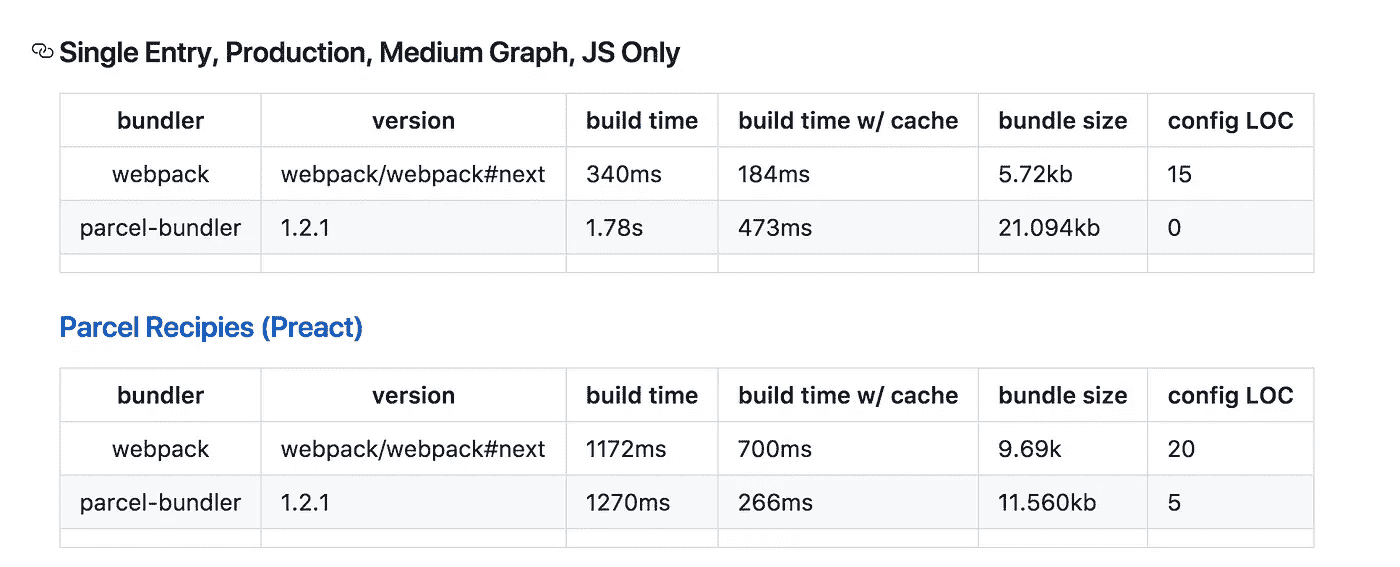 Single Entry, Production, Medium Graph, JS Only
bundler version build time build time w/ cache bundle size config LOC
webpack webpack/webpack#next 340ms 184ms 5.72kb 15
parcel-bundler 1.2.1 1.78s 473ms 21.094kb 0
Parcel Recipies (Preact)
bundler version build time build time w/ cache bundle size config LOC
webpack webpack/webpack#next 1172ms 700ms 9.69k 20
parcel-bundler 1.2.1 1270ms 266ms 11.560kb 5